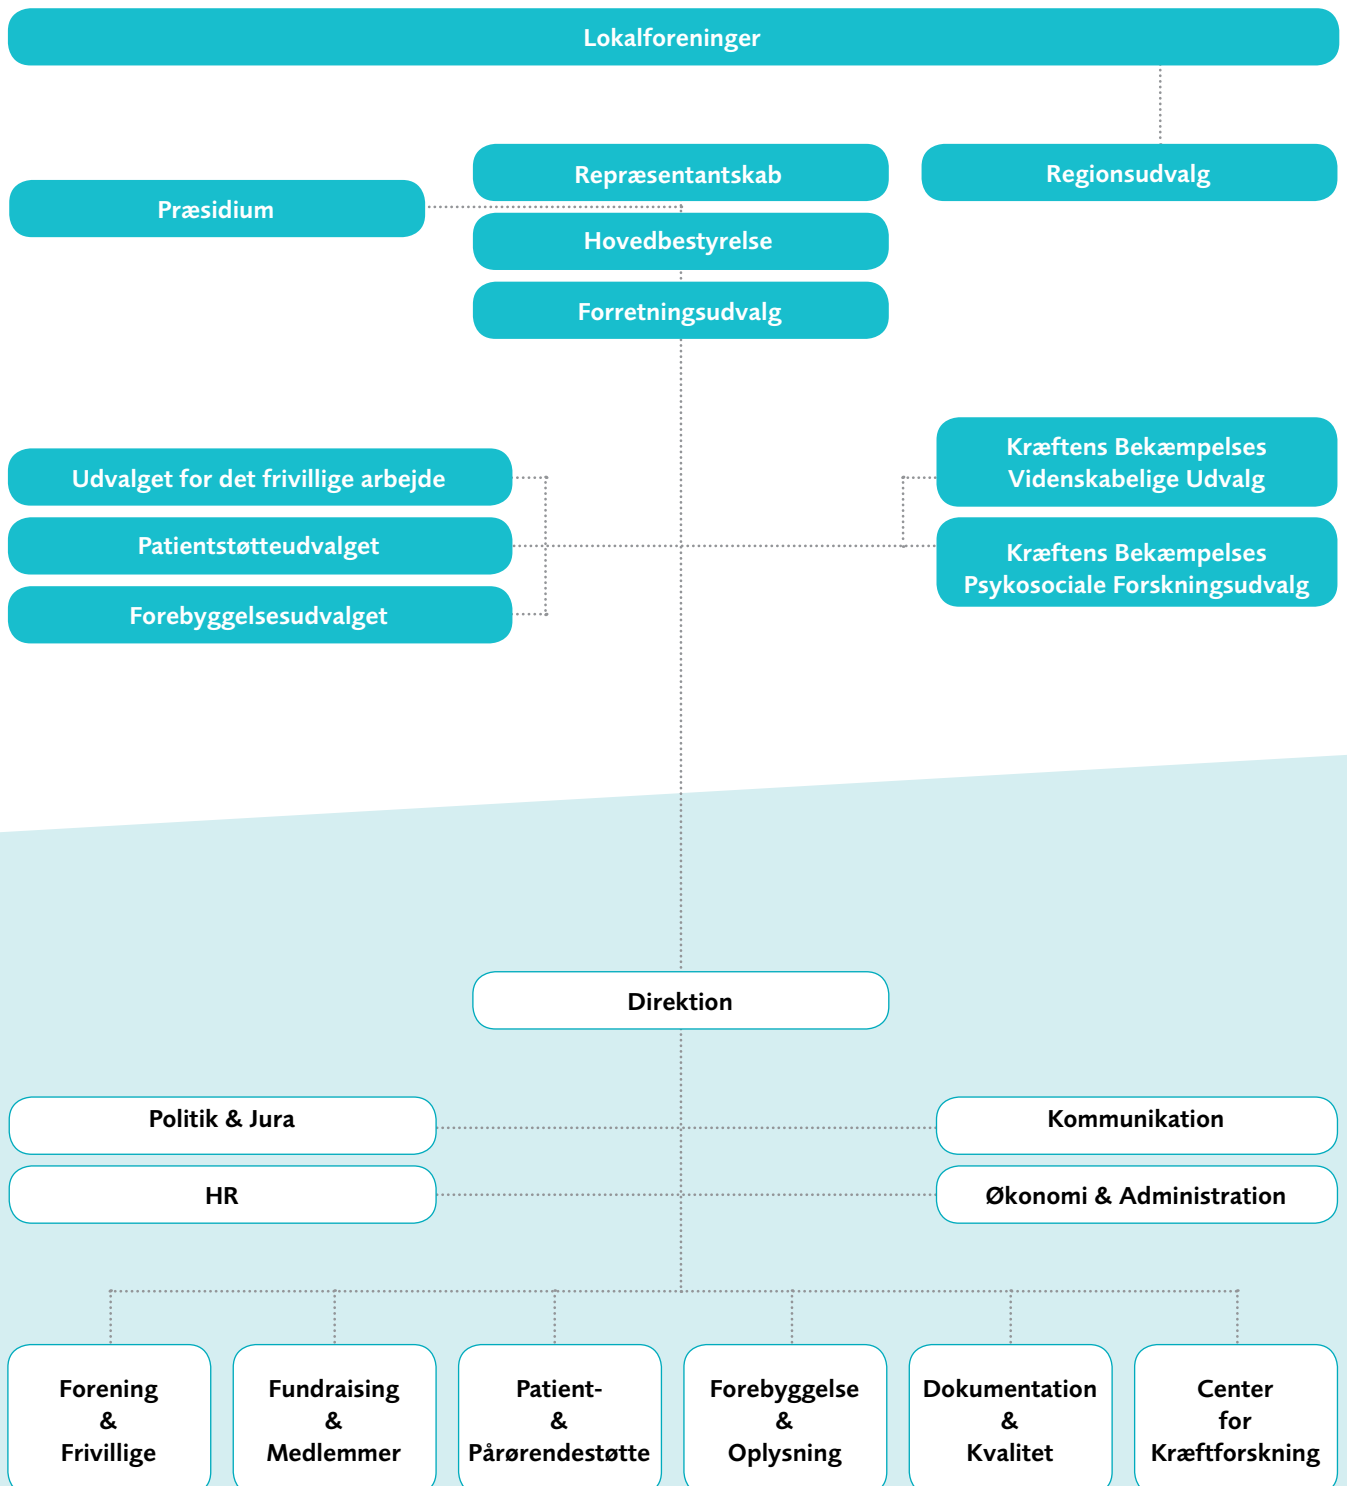 Lokalforeninger
Repræsentantskab
Regionsudvalg
Præsidium
Hovedbestyrelse
Forretningsudvalg
Udvalget for det frivillige arbejde
Patientstøtteudvalget
Forebyggelsesudvalget
Kræftens Bekæmpelses
Videnskabelige Udvalg
Kræftens Bekæmpelses
Psykosociale Forskningsudvalg
Direktion
Politik & Jura
Kommunikation
HR
Økonomi & Administration
Forening
&
Frivillige
Fundraising
&
Medlemmer
Patient-
&
Pårørendestøtte
Forebyggelse
&
Oplysning
Dokumentation
&
Kvalitet
Center
for
Kræftforskning